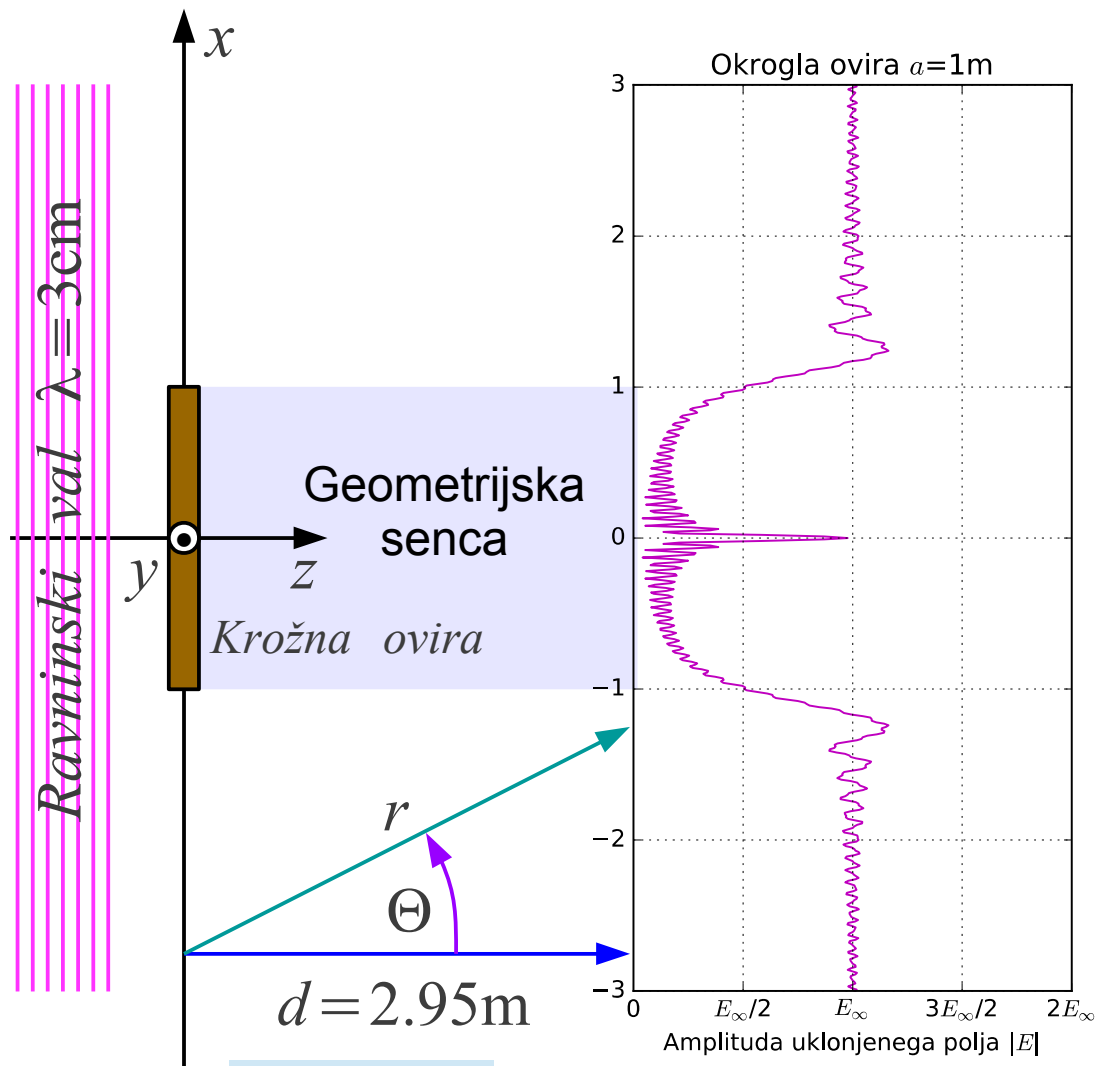 x
Ravninski val λ=3cm
y
z
Geometrijska
senca
Krožna ovira
r
Θ
d=2.95m
Okrogla ovira a=1m
3
2
1
0
−1
−2
−3
0 E∞/2 E∞ 3E∞/2 2E∞
Amplituda uklonjenega polja |E|